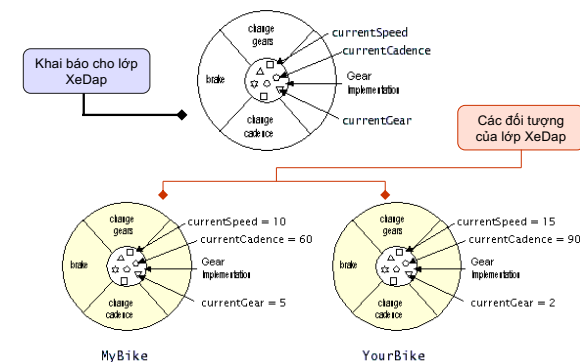 change
gears
currentSpeed
currentCadence
Khai báo cho lớp
XeDap
brake
Gear
Implementation
change
cadence
currentGear
Các đối tượng
của lớp XeDap
change
gears
currentSpeed = 10
currentCadence = 60
brake
Gear
Implementation
change
cadence
currentGear = 5
MyBike
change
gears
currentSpeed = 15
currentCadence = 90
brake
Gear
Implementation
change
cadence
currentGear = 2
YourBike